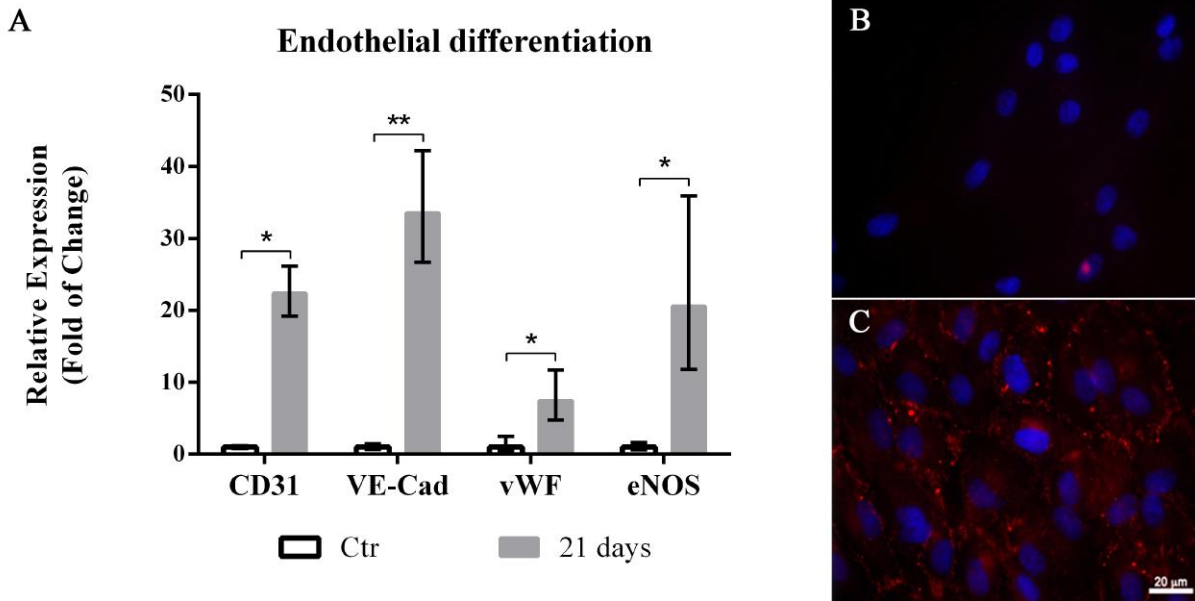 A
Endothelial differentiation
Relative Expression
(Fold of Change)
50
40
30
20
10
0
*
**
*
*
CD31 VE-Cad vWF eNOS
Ctr 21 days
B
C
20 µm